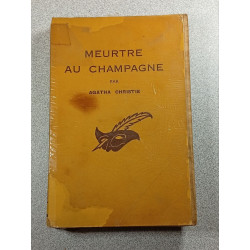 MEURTRE
AU CHAMPAGNE
PAR
AGATHA CHRISTIE